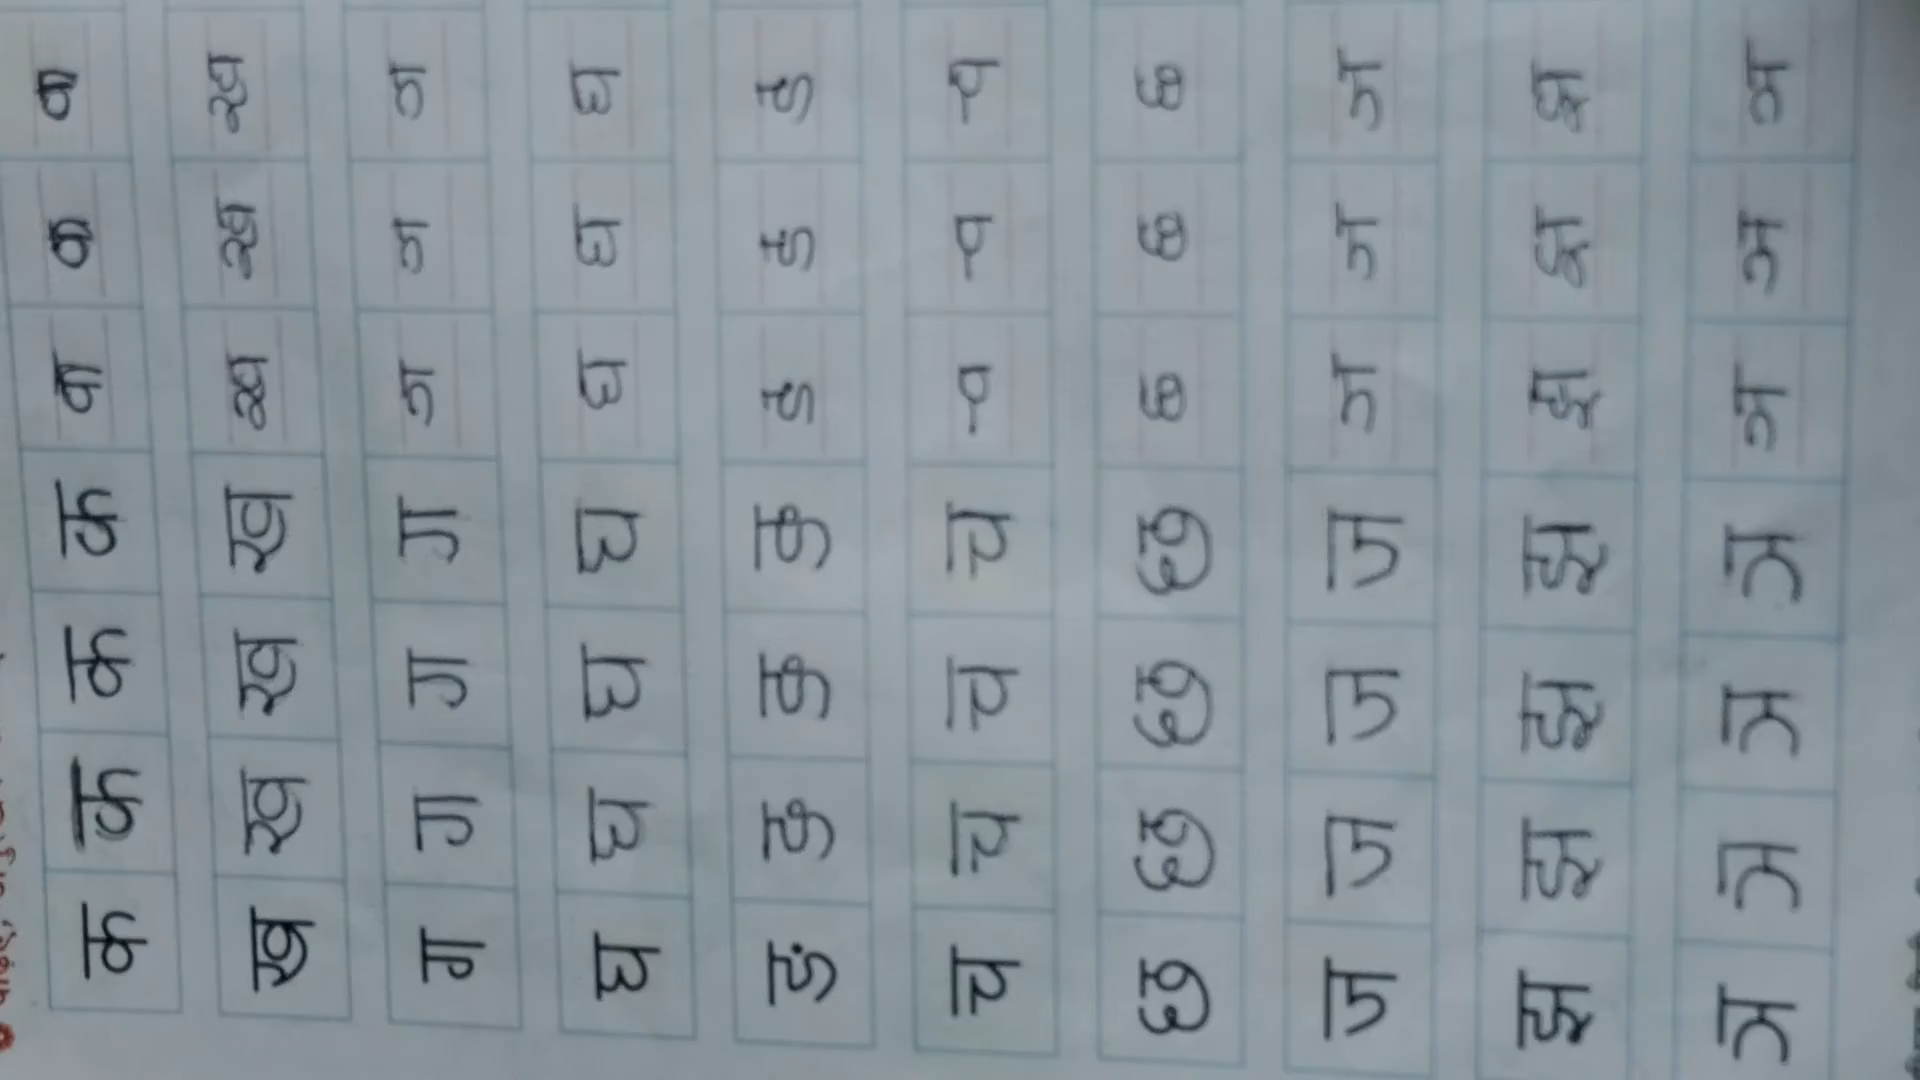 क क क क क क क
ख ख ख ख ख ख ख
ग ग ग ग ग ग ग
घ घ घ घ घ घ घ
ङ ङ ङ ङ ङ ङ ङ
च च च च च च च
छ छ छ छ छ छ छ
ज ज ज ज ज ज ज
झ झ झ झ झ झ झ
ञ ञ ञ ञ ञ ञ ञ